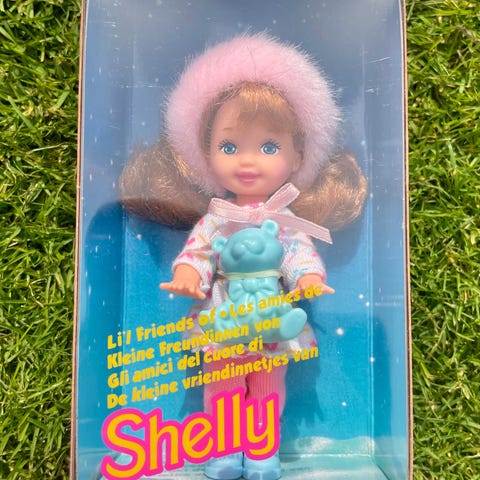 Li'l Friends of • Les amies de
Kleine Freundinnen von
Gli amici del cuore di
De kleine vriendinnetjes van
Shelly